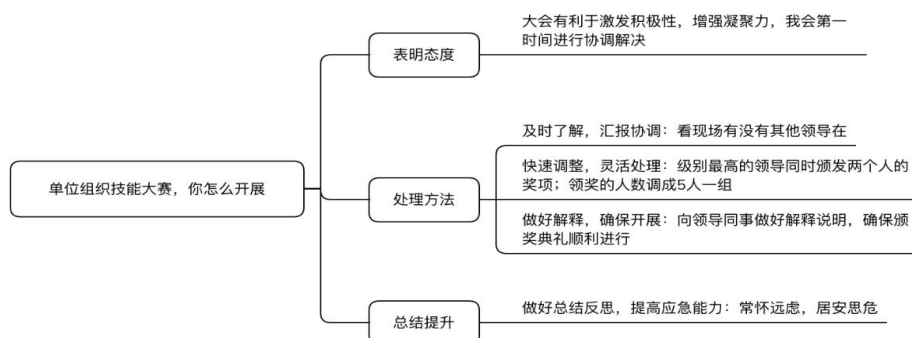 单位组织技能大赛，你怎么开展
表明态度
大会有利于激发积极性，增强凝聚力，我会第一
时间进行协调解决
处理方法
及时了解，汇报协调：看现场有没有其他领导在
快速调整，灵活处理：级别最高的领导同时颁发两个人的
奖项；领奖的人数调成5人一组
做好解释，确保开展：向领导同事做好解释说明，确保颁
奖典礼顺利进行
总结提升
做好总结反思，提高应急能力：常怀远虑，居安思危